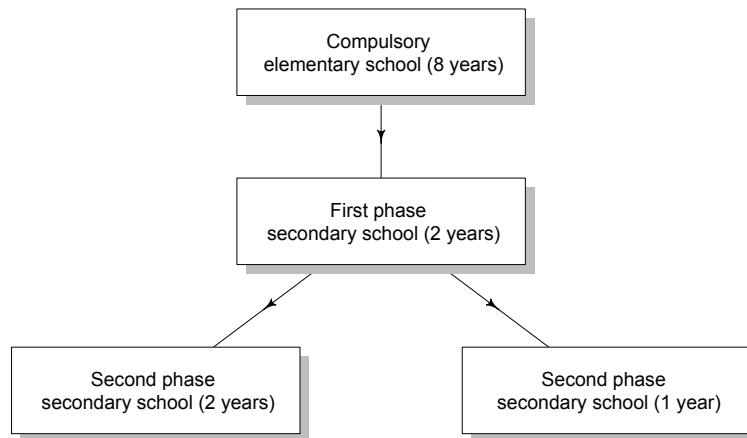 Compulsory
elementary school (8 years)
First phase
secondary school (2 years)
Second phase
secondary school (2 years)
Second phase
secondary school (1 year)